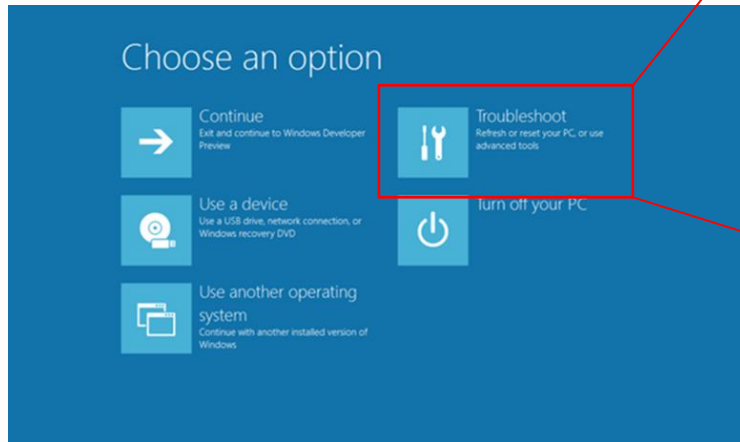 Choose an option
Continue
Exit and continue to Windows Developer
Preview
Use a device
Use a USB drive, network connection, or
Windows recovery DVD
Use another operating
system
Continue with another installed version of
Windows
Troubleshoot
Refresh or reset your PC, or use
advanced tools
Turn off your PC